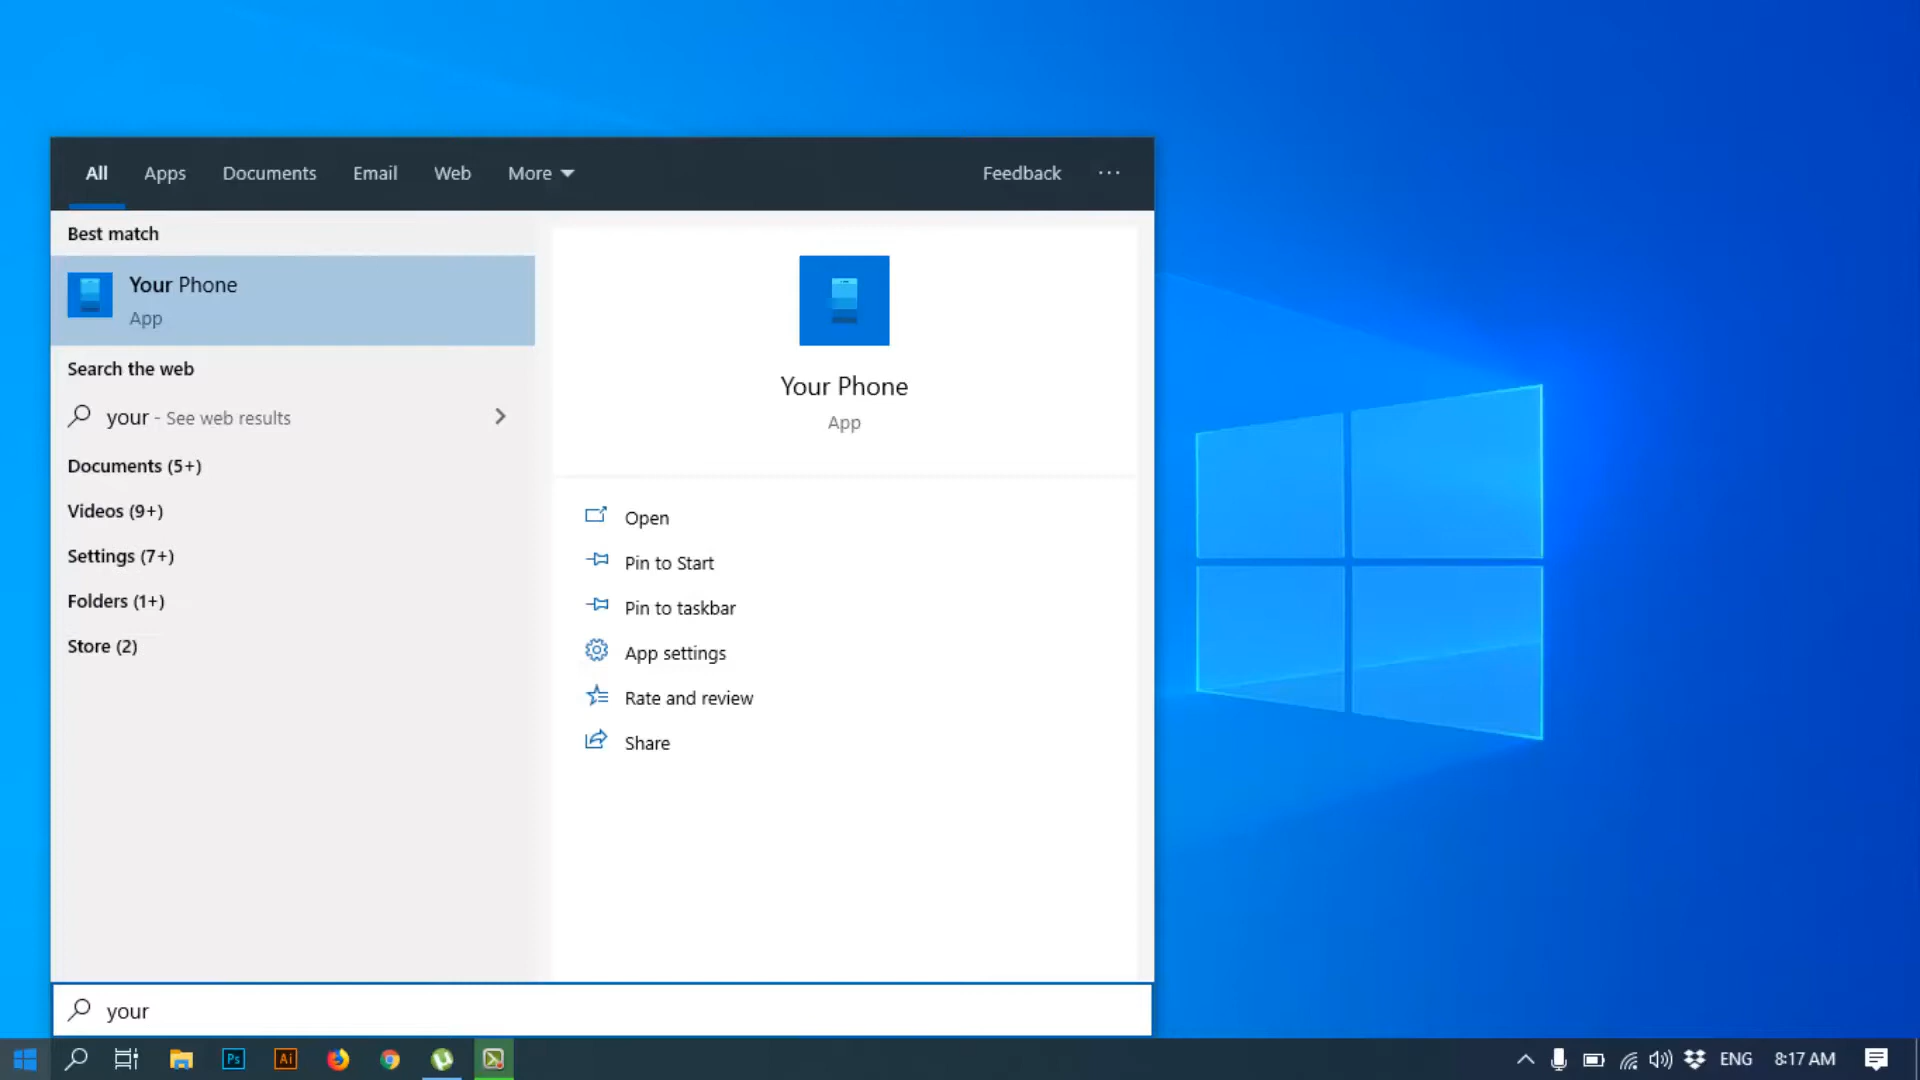 All Apps Documents Email Web More Feedback ...
Best match
Your Phone
App
Search the web
your - See web results
Documents (5+)
Videos (9+)
Settings (7+)
Folders (1+)
Store (2)
Your Phone
App
Open
Pin to Start
Pin to taskbar
App settings
Rate and review
Share
your
Ps Ai ENG 8:17 AM